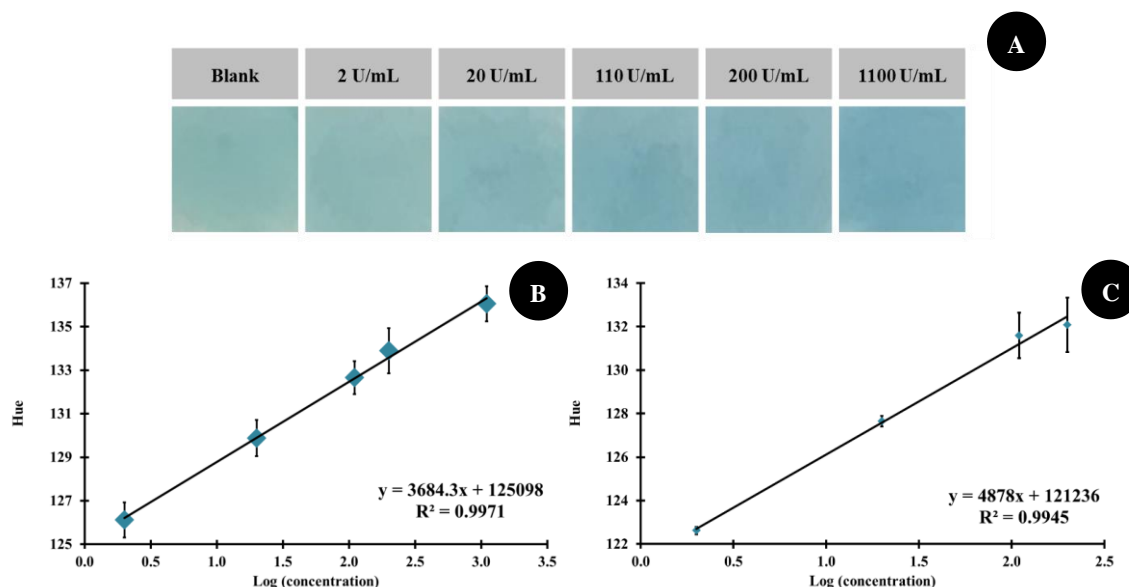 A
Blank 2 U/mL 20 U/mL 110 U/mL 200 U/mL 1100 U/mL
B
137
135
133
131
129
127
125
Hue
0.0 0.5 1.0 1.5 2.0 2.5 3.0 3.5
Log (concentration)
y = 3684.3x + 125098
R² = 0.9971
C
134
132
130
128
126
124
122
Hue
0.0 0.5 1.0 1.5 2.0 2.5
Log (concentration)
y = 4878x + 121236
R² = 0.9945